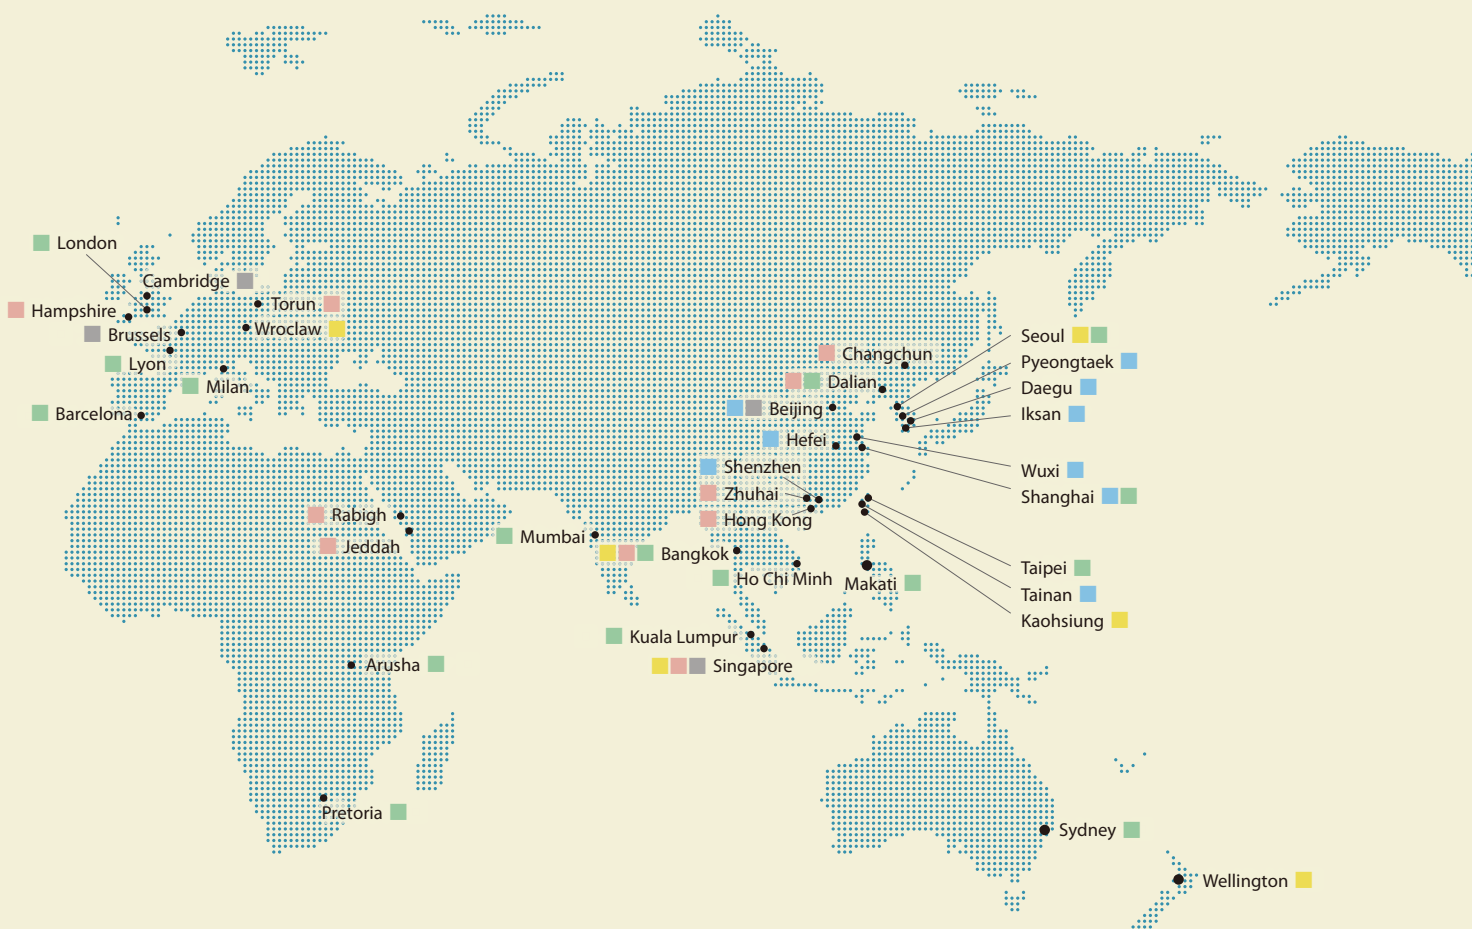 London
Cambridge
Torun
Hampshire
Wroclaw
Brussels
Lyon
Milan
Barcelona
Seoul
Changchun
Pyeongtaek
Dalian
Daegu
Beijing
Iksan
Hefei
Shenzhen
Wuxi
Zhuhai
Shanghai
Rabigh
Hong Kong
Jeddah
Mumbai
Bangkok
Taipei
Ho Chi Minh
Makati
Tainan
Kaohsiung
Kuala Lumpur
Arusha
Singapore
Pretoria
Sydney
Wellington